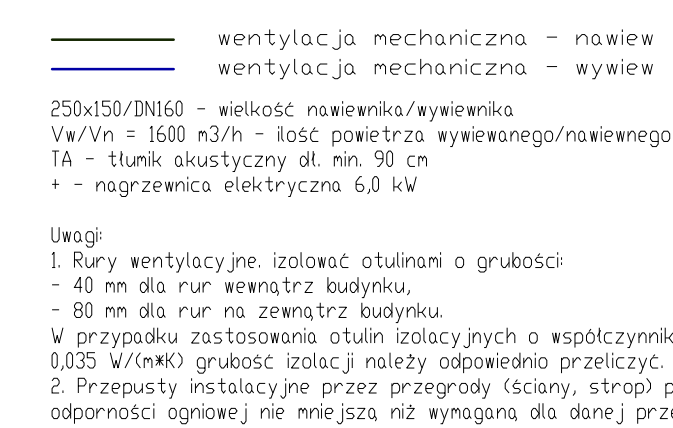 wentylacja mechaniczna - nawiew
wentylacja mechaniczna - wywiew
250x150/DN160 - wielkość nawiewnika/wywiewnika
Vw/Vn = 1600 m3/h - ilość powietrza wywiewanego/nawiewnego
TA - tłumik akustyczny dł. min. 90 cm
+ - nagrzewnica elektryczna 6,0 kW
Uwagi:
1. Rury wentylacyjne. izolować otulinami o grubości:
- 40 mm dla rur wewnątrz budynku,
- 80 mm dla rur na zewnątrz budynku.
W przypadku zastosowania otulin izolacyjnych o współczynnik
0,035 W/(m*K) grubość izolacji należy odpowiednio przeliczyć.
2. Przepusty instalacyjne przez przegrody (ściany, strop) p
odporności ogniowej nie mniejszą niż wymaganą dla danej prze